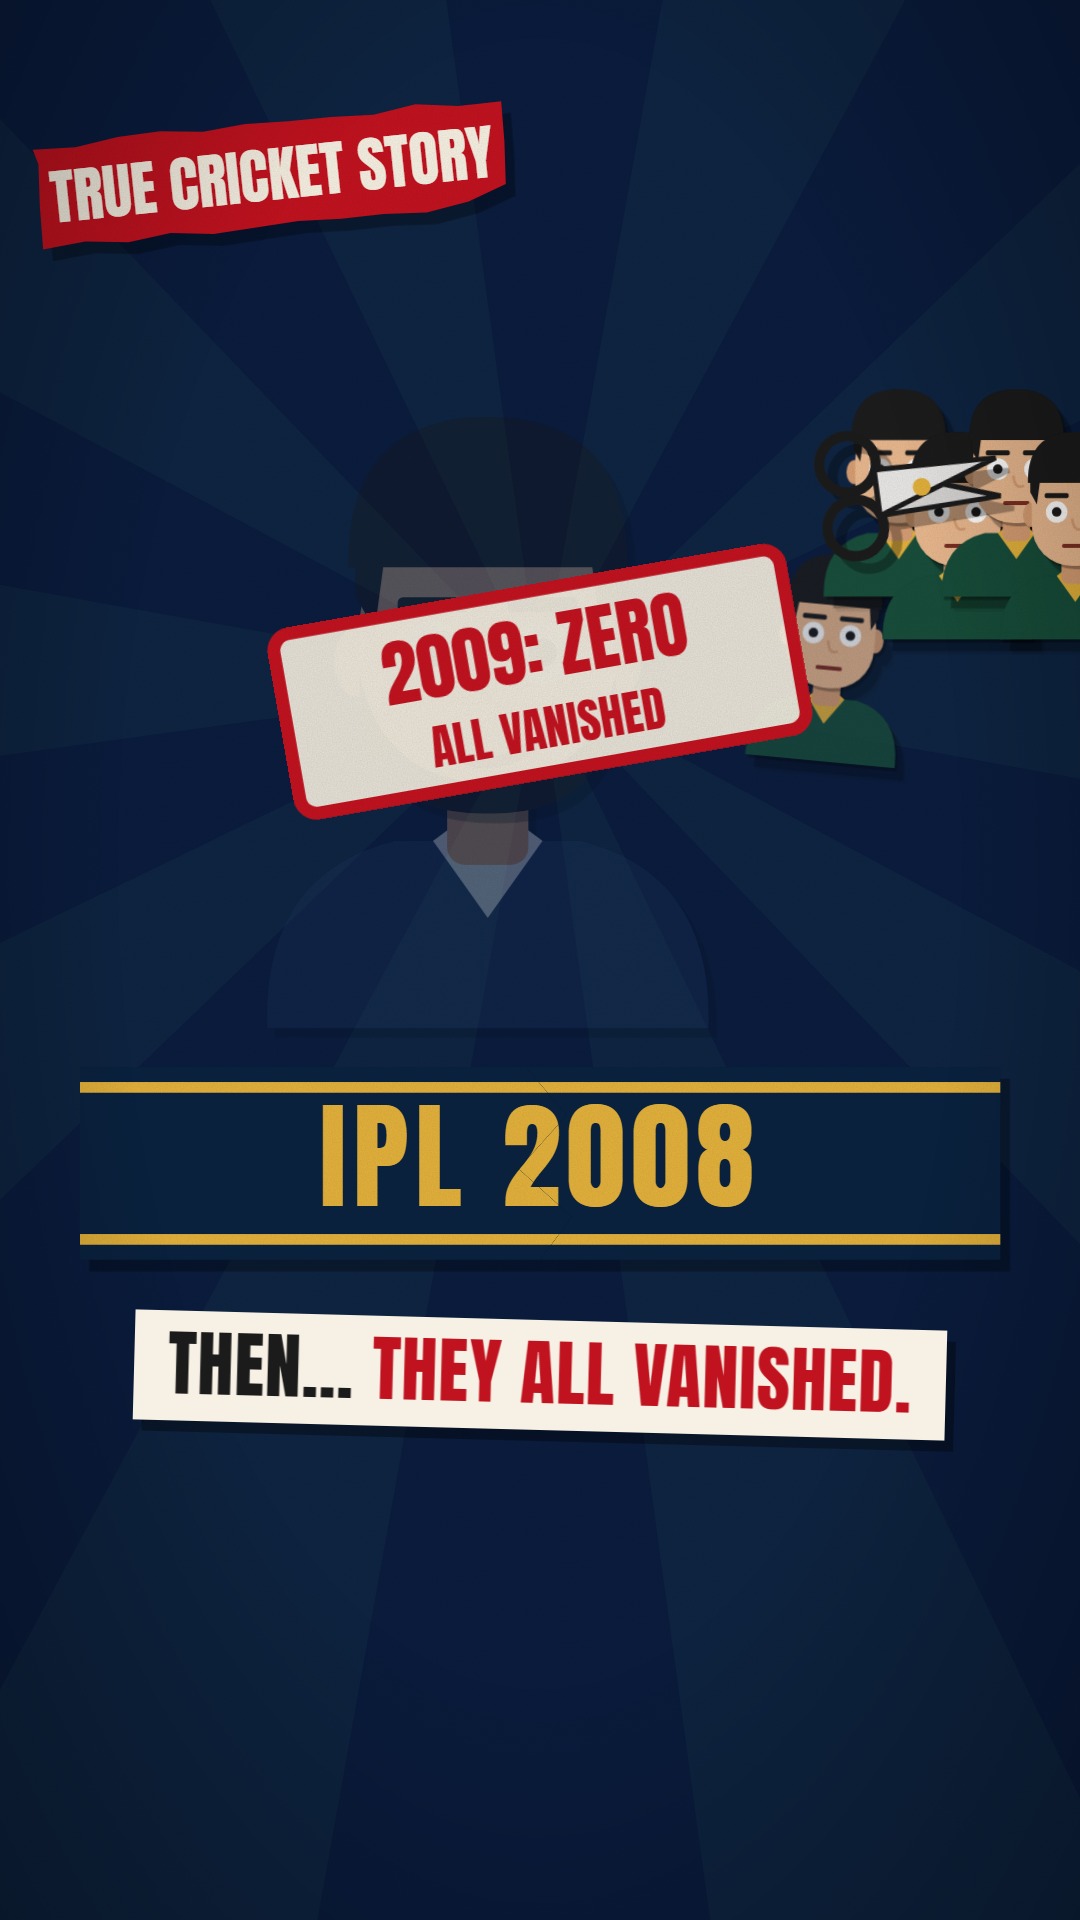 TRUE CRICKET STORY
2009: ZERO
ALL VANISHED
IPL 2008
THEN... THEY ALL VANISHED.